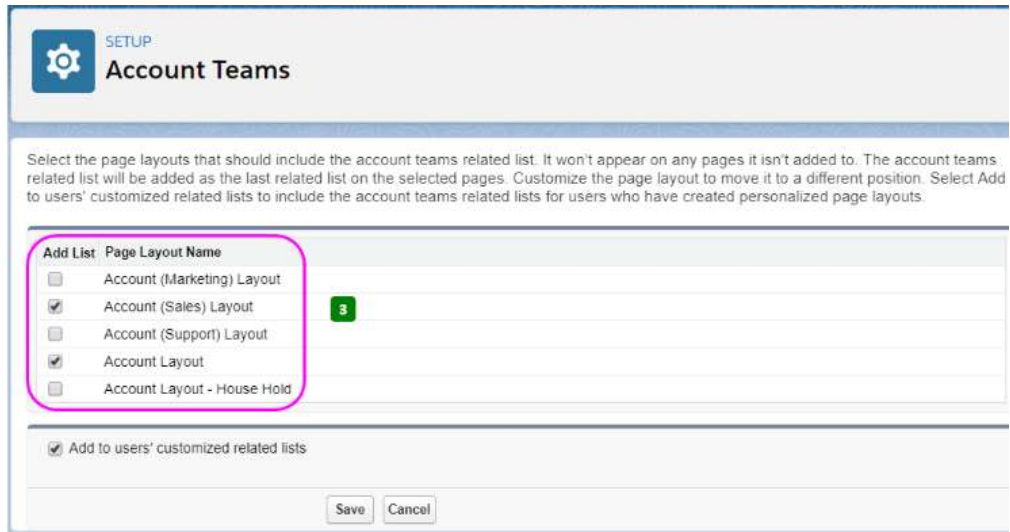 SETUP
Account Teams
Select the page layouts that should include the account teams related list. It won't appear on any pages it isn't added to. The account teams
related list will be added as the last related list on the selected pages. Customize the page layout to move it to a different position. Select Add
to users' customized related lists to include the account teams related lists for users who have created personalized page layouts.
Add List Page Layout Name
Account (Marketing) Layout
Account (Sales) Layout 3
Account (Support) Layout
Account Layout
Account Layout - House Hold
Add to users' customized related lists
Save Cancel